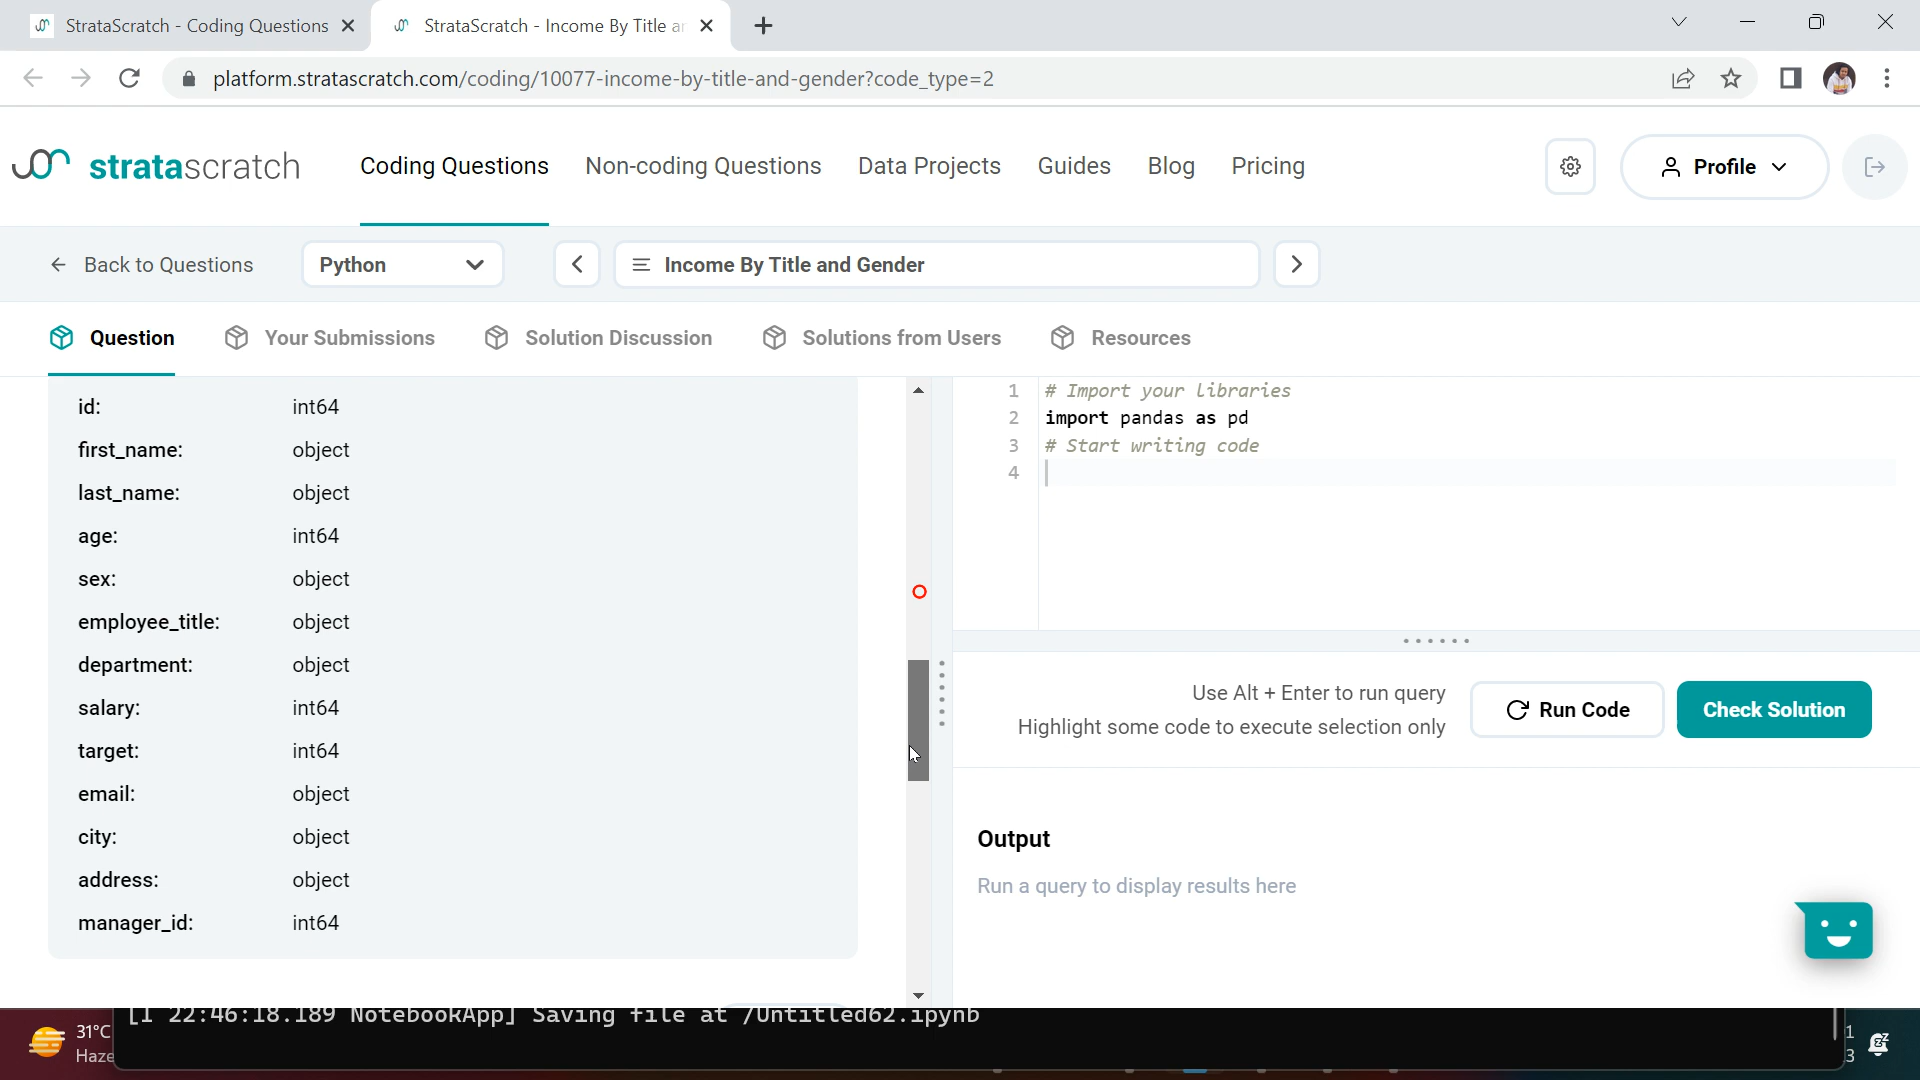 StrataScratch - Coding Questions
StrataScratch - Income By Title ar
platform.stratascratch.com/coding/10077-income-by-title-and-gender?code_type=2
stratascratch
Coding Questions
Non-coding Questions
Data Projects
Guides
Blog
Pricing
Profile
Back to Questions
Python
Income By Title and Gender
Question
Your Submissions
Solution Discussion
Solutions from Users
Resources
id: int64
first_name: object
last_name: object
age: int64
sex: object
employee_title: object
department: object
salary: int64
target: int64
email: object
city: object
address: object
manager_id: int64
1 # Import your libraries
2 import pandas as pd
3 # Start writing code
4
Use Alt + Enter to run query
Highlight some code to execute selection only
Run Code
Check Solution
Output
Run a query to display results here
[I 22:46:18.189 NotebookApp] Saving file at /Untitled62.ipynb
31°C
Haze
1
3